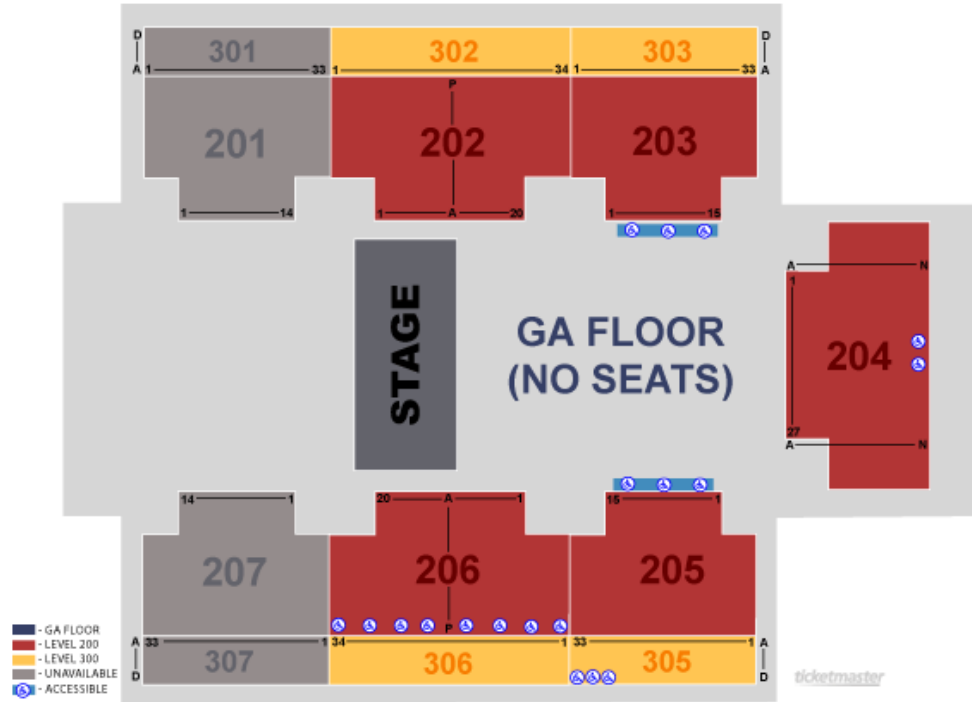 D
301
302
303
D
A
1
33
1
34
1
33
A
P
201
202
203
1
14
1
A
20
1
15
A
N
1
STAGE
GA FLOOR
(NO SEATS)
204
27
A
N
14
1
20
A
1
15
1
207
206
205
P
- GA FLOOR
- LEVEL 200
- LEVEL 300
- UNAVAILABLE
- ACCESSIBLE
A
33
1
34
1
33
1
A
D
307
306
305
D
ticketmaster